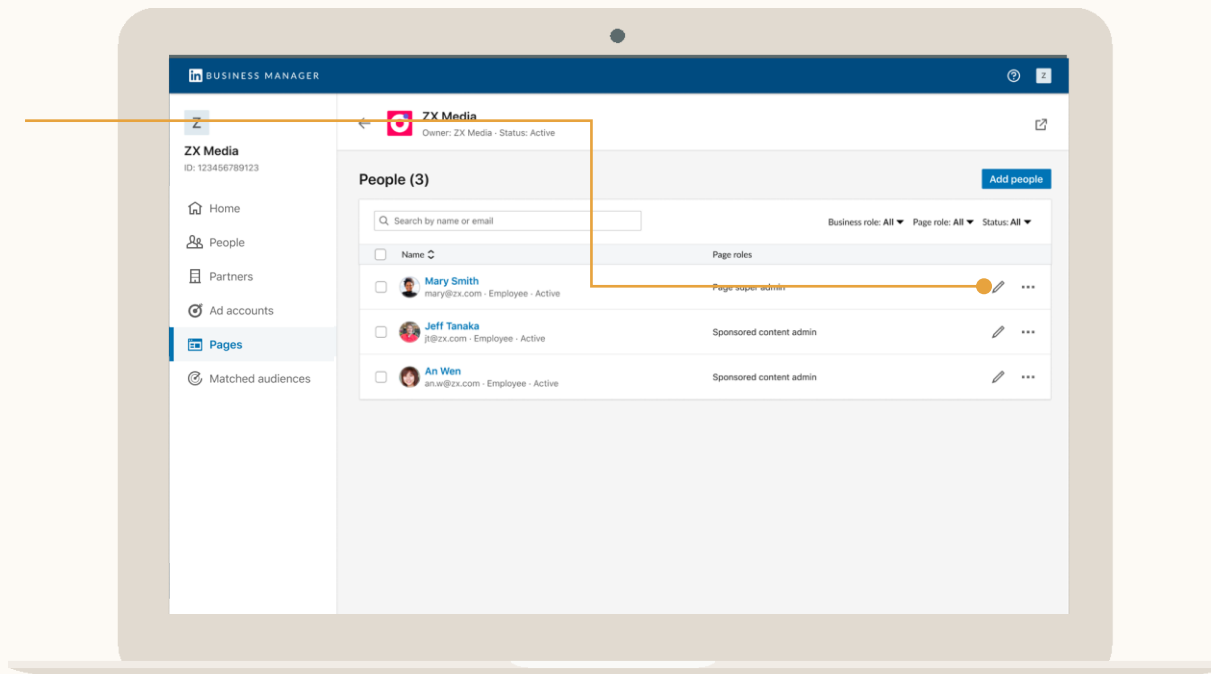 in BUSINESS MANAGER
Z
Z
ZX Media
ID: 123456789123
Home
People
Partners
Ad accounts
Pages
Matched audiences
ZX Media
Owner: ZX Media · Status: Active
People (3)
Add people
Search by name or email
Business role: All Page role: All Status: All
Name Page roles
Mary Smith
mary@zx.com · Employee · Active
Page super admin
Jeff Tanaka
jt@zx.com · Employee · Active
Sponsored content admin
An Wen
an.w@zx.com · Employee · Active
Sponsored content admin